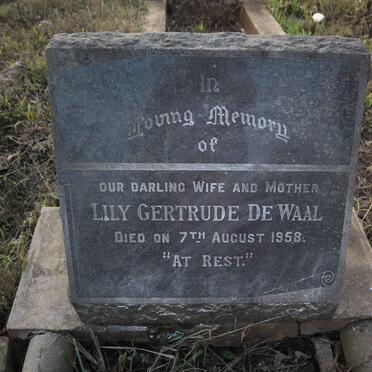 In
Loving Memory
of
OUR DARLING WIFE AND MOTHER
LILY GERTRUDE DE WAAL
DIED ON 7TH AUGUST 1958.
"AT REST."